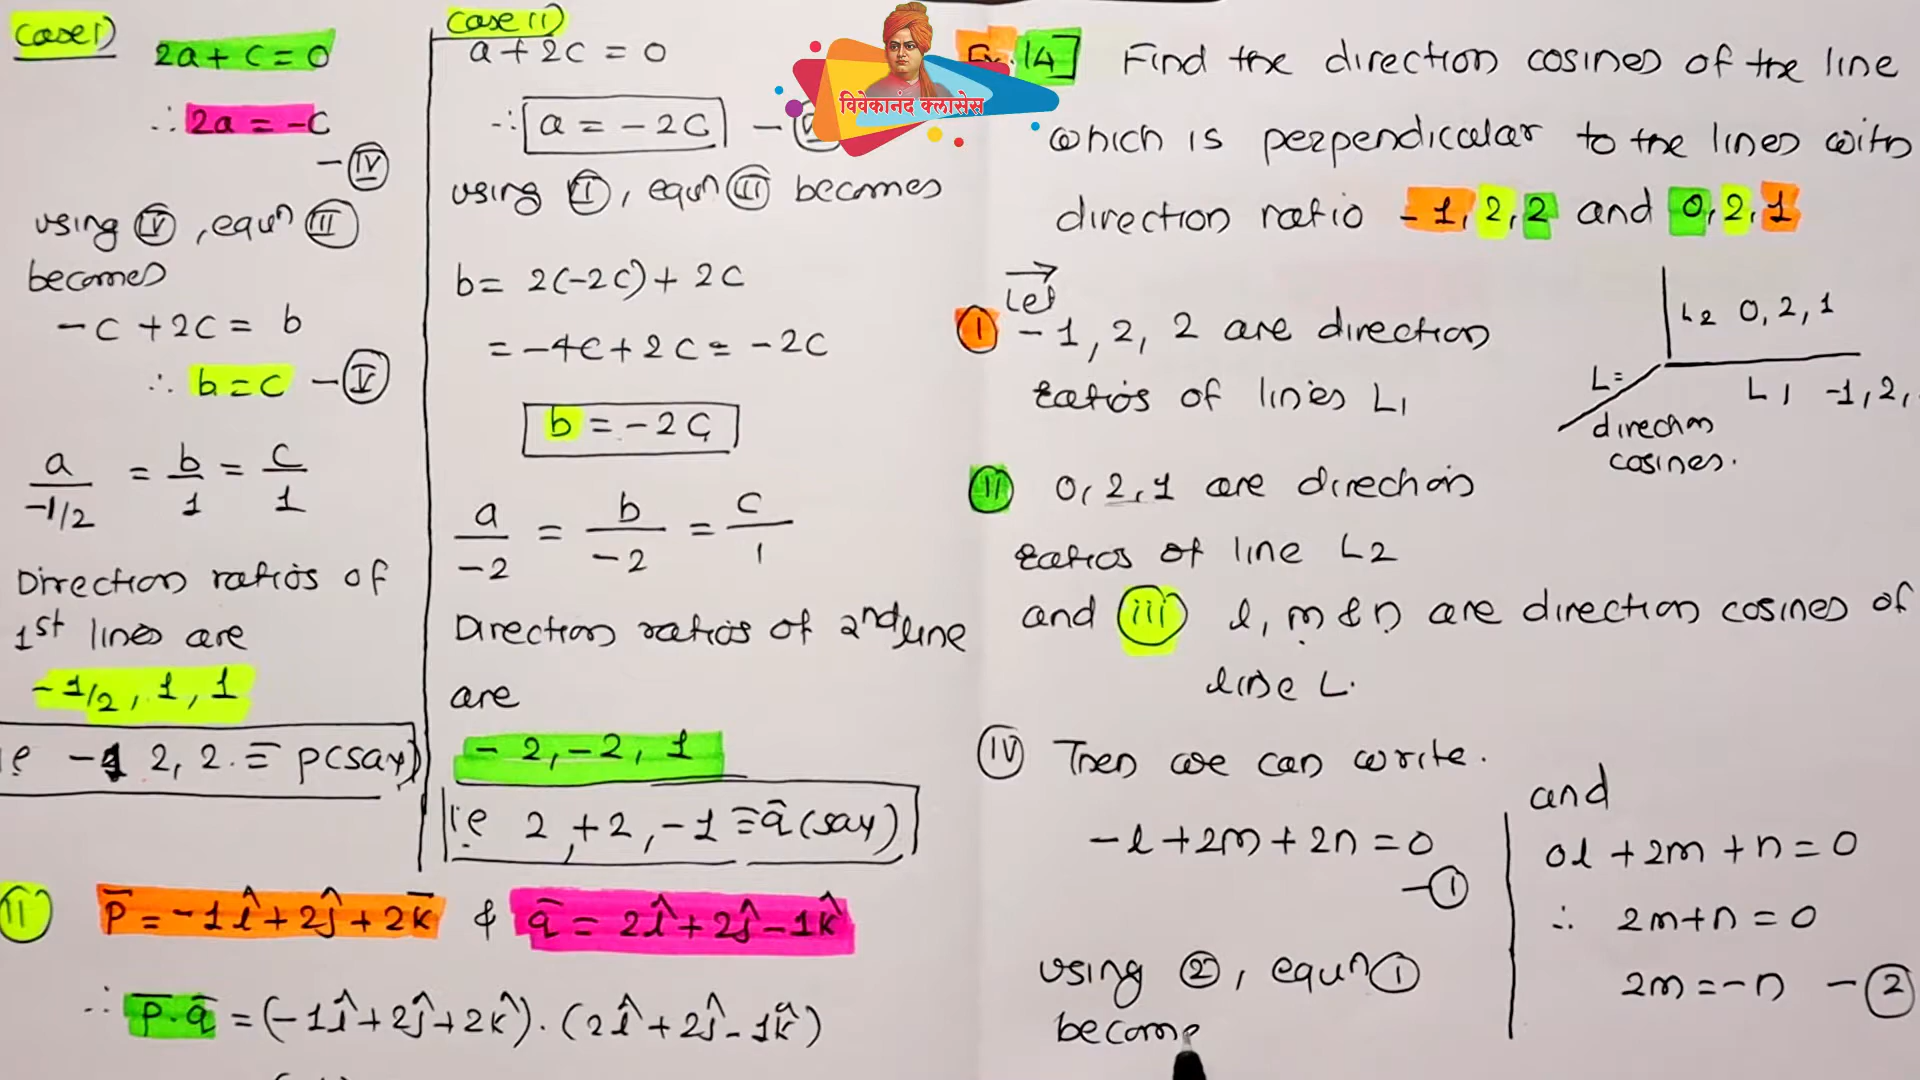 Case I)
2a + c = 0
∴ 2a = -c
- IV
using IV, equn III
becomes
-c + 2c = b
∴ b = c - V
a/-1/2 = b/1 = c/1
Direction ratios of
1st lines are
-1/2, 1, 1
i.e -1 2, 2. ≡ p(say)
Case II)
a + 2c = 0
∴ a = -2c -
using II, equn III becomes
b = 2(-2c) + 2c
= -4c + 2c = -2c
b = -2c
a/-2 = b/-2 = c/1
Direction ratios of 2nd line
are
-2, -2, 1
i.e 2, +2, -1 ≡ q̄ (say)
II p̄ = -1î + 2ĵ + 2k̄ & q̄ = 2î + 2ĵ - 1k̂
∴ p̄.q̄ = (-1î + 2ĵ + 2k̂).(2î + 2ĵ - 1k̂)
विवेकानंद क्लासेस
Ex. 14] Find the direction cosines of the line
which is perpendicular to the lines with
direction ratio -1, 2, 2 and 0, 2, 1
Let
I -1, 2, 2 are direction
ratios of lines L1
L2 0, 2, 1
L=
L1 -1, 2,
direction
cosines.
II 0, 2, 1 are direction
ratios of line L2
and iii l, m & n are direction cosines of
line L.
IV Then we can write.
-l + 2m + 2n = 0
- 1
and
0l + 2m + n = 0
∴ 2m + n = 0
2m = -n - 2
using 2, equn 1
become